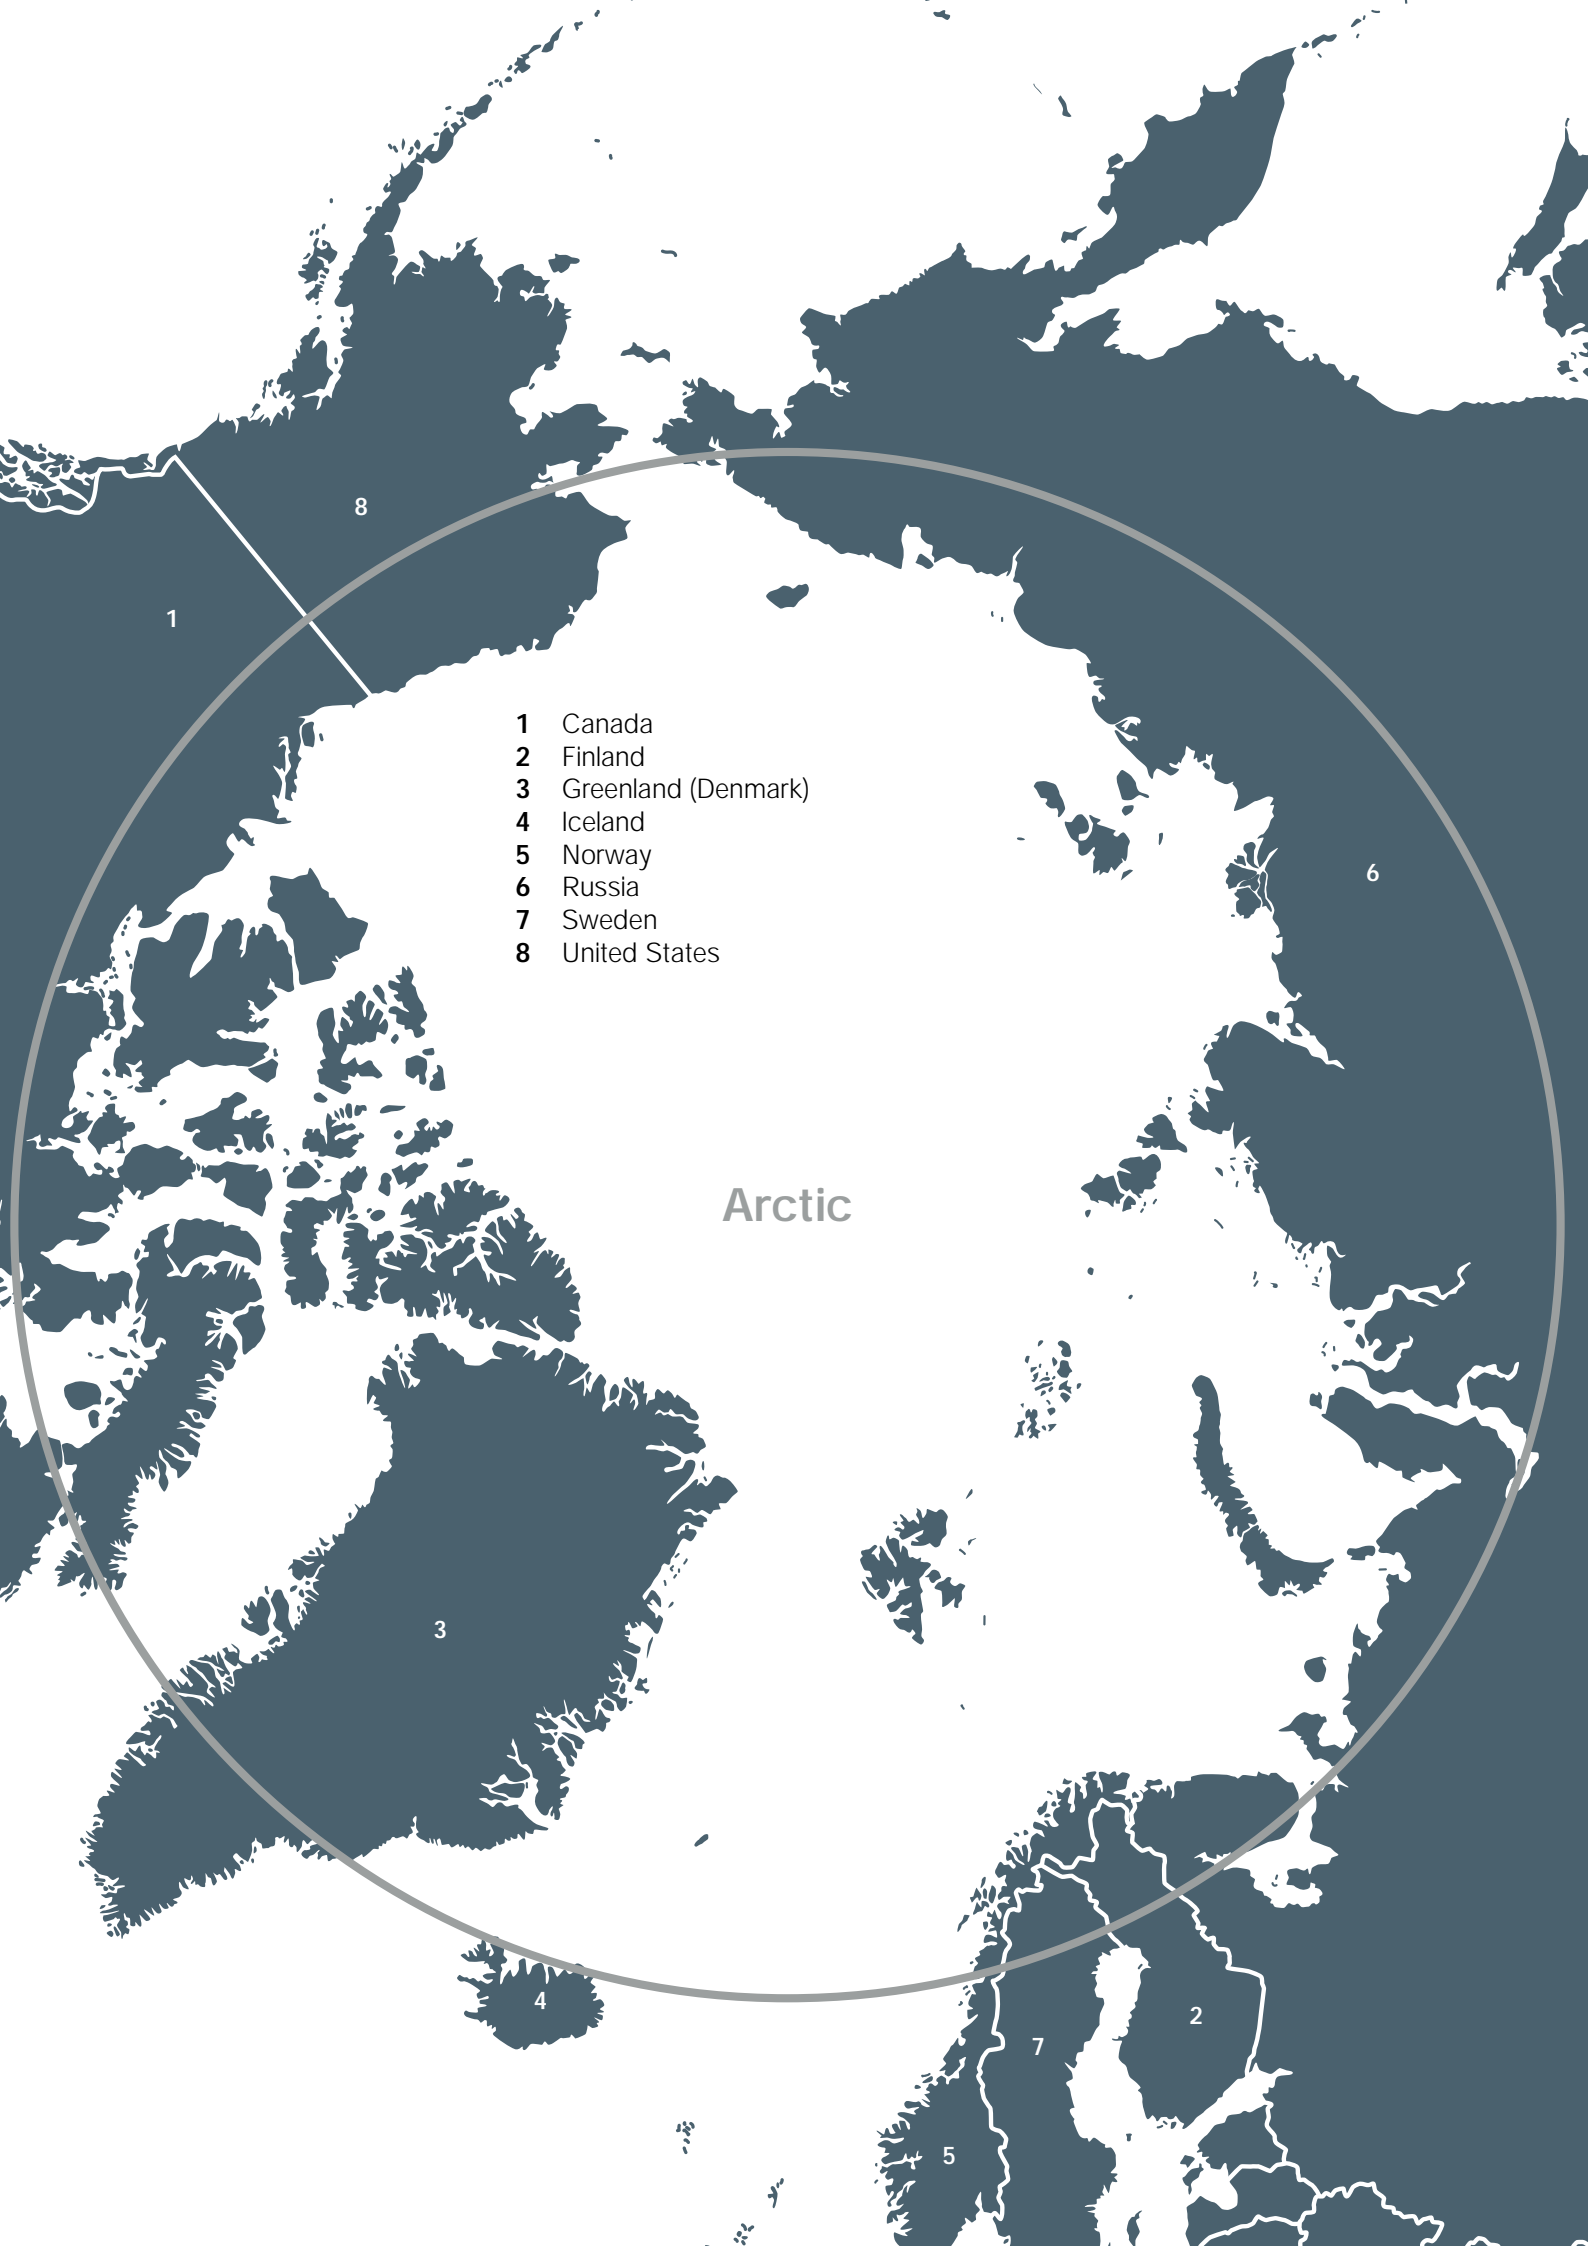 8
1
1 Canada
2 Finland
3 Greenland (Denmark)
4 Iceland
5 Norway
6 Russia
7 Sweden
8 United States
6
Arctic
3
4
2
7
5